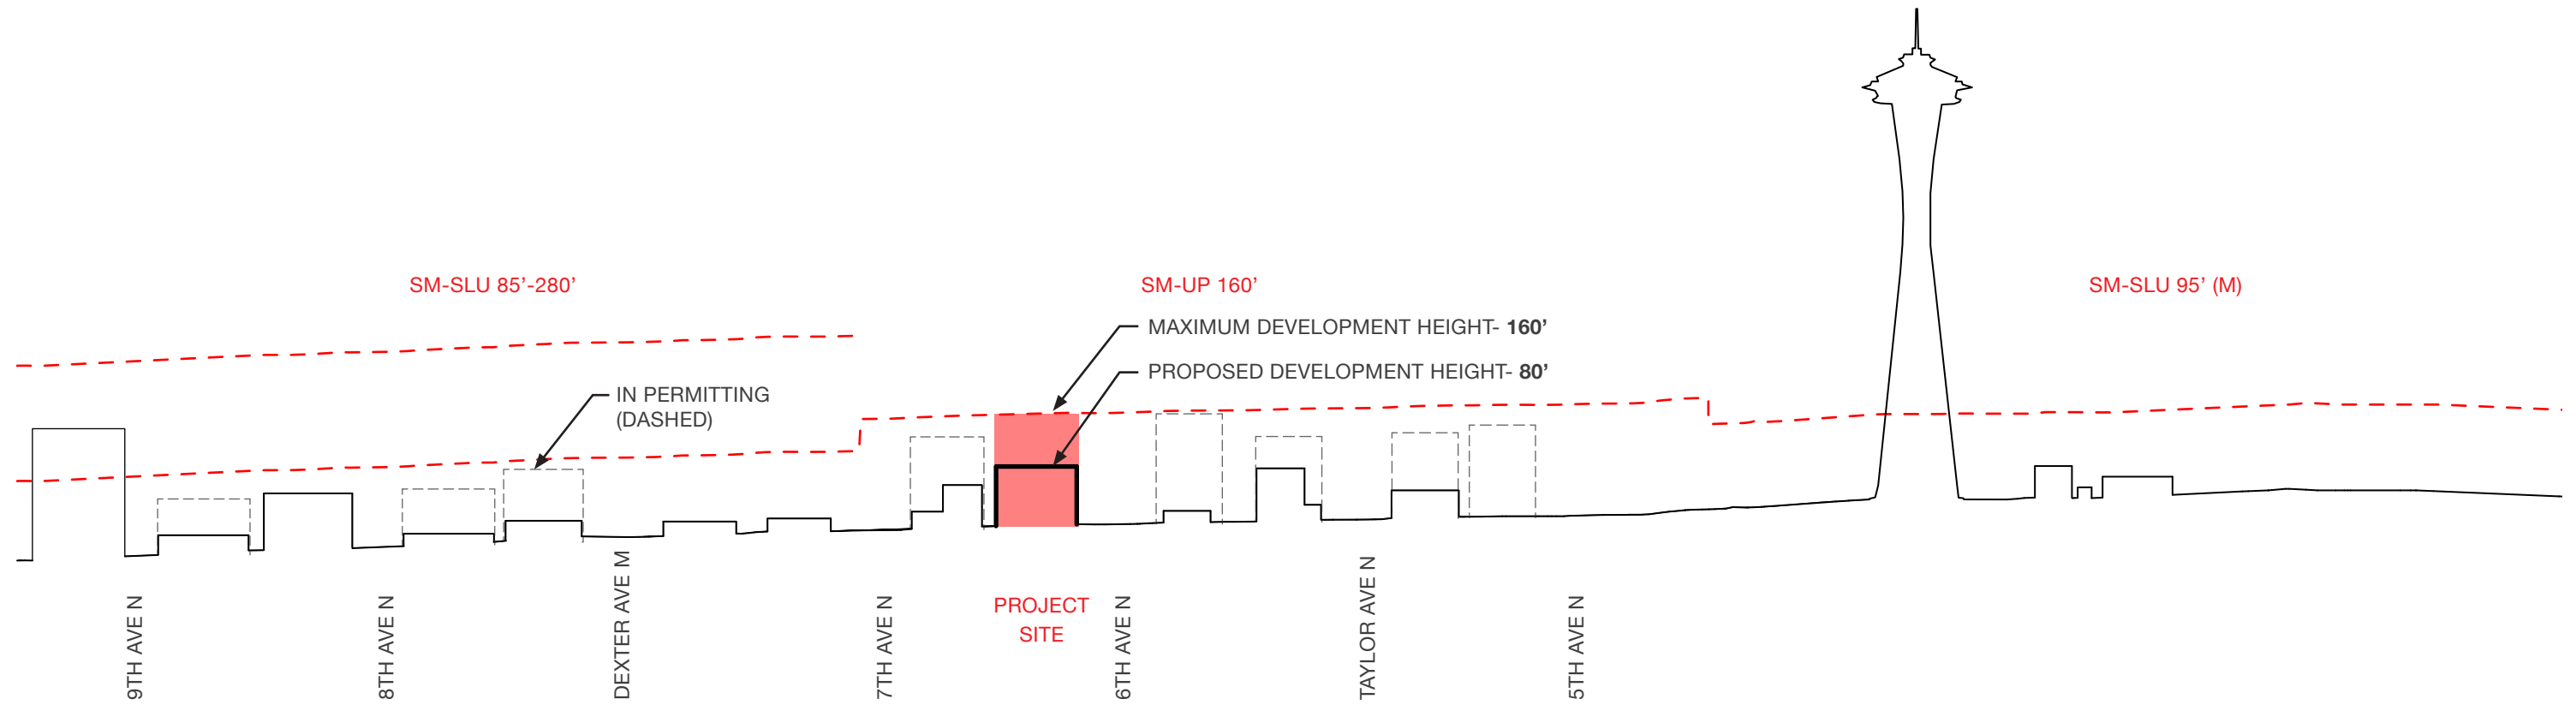 SM-SLU 85’-280’
SM-UP 160’
SM-SLU 95’ (M)
MAXIMUM DEVELOPMENT HEIGHT- 160’
PROPOSED DEVELOPMENT HEIGHT- 80’
IN PERMITTING
(DASHED)
9TH AVE N
8TH AVE N
DEXTER AVE M
7TH AVE N
PROJECT
SITE
6TH AVE N
TAYLOR AVE N
5TH AVE N